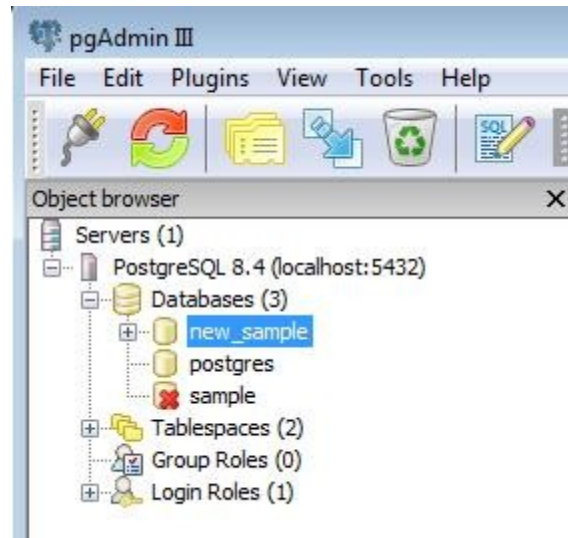 pgAdmin III
File Edit Plugins View Tools Help
SQL
Object browser
Servers (1)
PostgreSQL 8.4 (localhost:5432)
Databases (3)
new_sample
postgres
sample
Tablespaces (2)
Group Roles (0)
Login Roles (1)